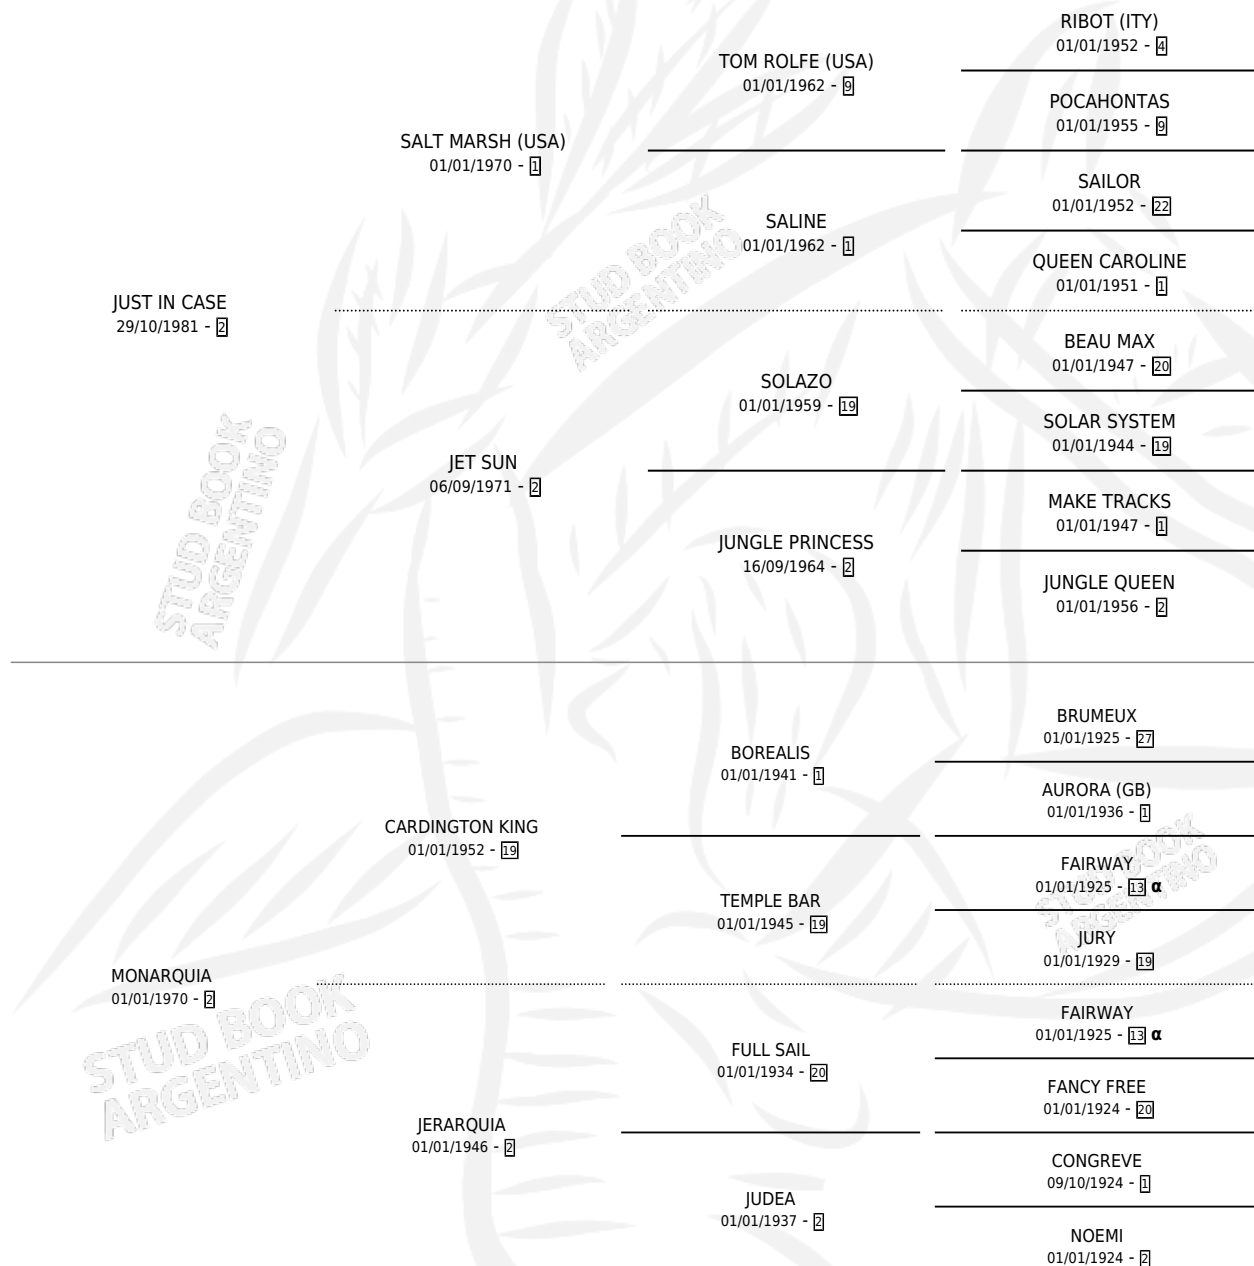 RIBOT (ITY)
01/01/1952 - 4
TOM ROLFE (USA)
01/01/1962 - 9
POCAHONTAS
01/01/1955 - 9
SALT MARSH (USA)
01/01/1970 - 1
SAILOR
01/01/1952 - 22
SALINE
01/01/1962 - 1
QUEEN CAROLINE
01/01/1951 - 1
JUST IN CASE
29/10/1981 - 2
BEAU MAX
01/01/1947 - 20
SOLAZO
01/01/1959 - 19
SOLAR SYSTEM
01/01/1944 - 19
JET SUN
06/09/1971 - 2
MAKE TRACKS
01/01/1947 - 1
JUNGLE PRINCESS
16/09/1964 - 2
JUNGLE QUEEN
01/01/1956 - 2
BRUMEUX
01/01/1925 - 27
BOREALIS
01/01/1941 - 1
AURORA (GB)
01/01/1936 - 1
CARDINGTON KING
01/01/1952 - 19
FAIRWAY
01/01/1925 - 13 α
TEMPLE BAR
01/01/1945 - 19
JURY
01/01/1929 - 19
MONARQUIA
01/01/1970 - 2
FAIRWAY
01/01/1925 - 13 α
FULL SAIL
01/01/1934 - 20
FANCY FREE
01/01/1924 - 20
JERARQUIA
01/01/1946 - 2
CONGREVE
09/10/1924 - 1
JUDEA
01/01/1937 - 2
NOEMI
01/01/1924 - 2
STUD BOOK
ARGENTINO
STUD BOOK
ARGENTINO
STUD BOOK
ARGENTINO
STUD BOOK
ARGENTINO